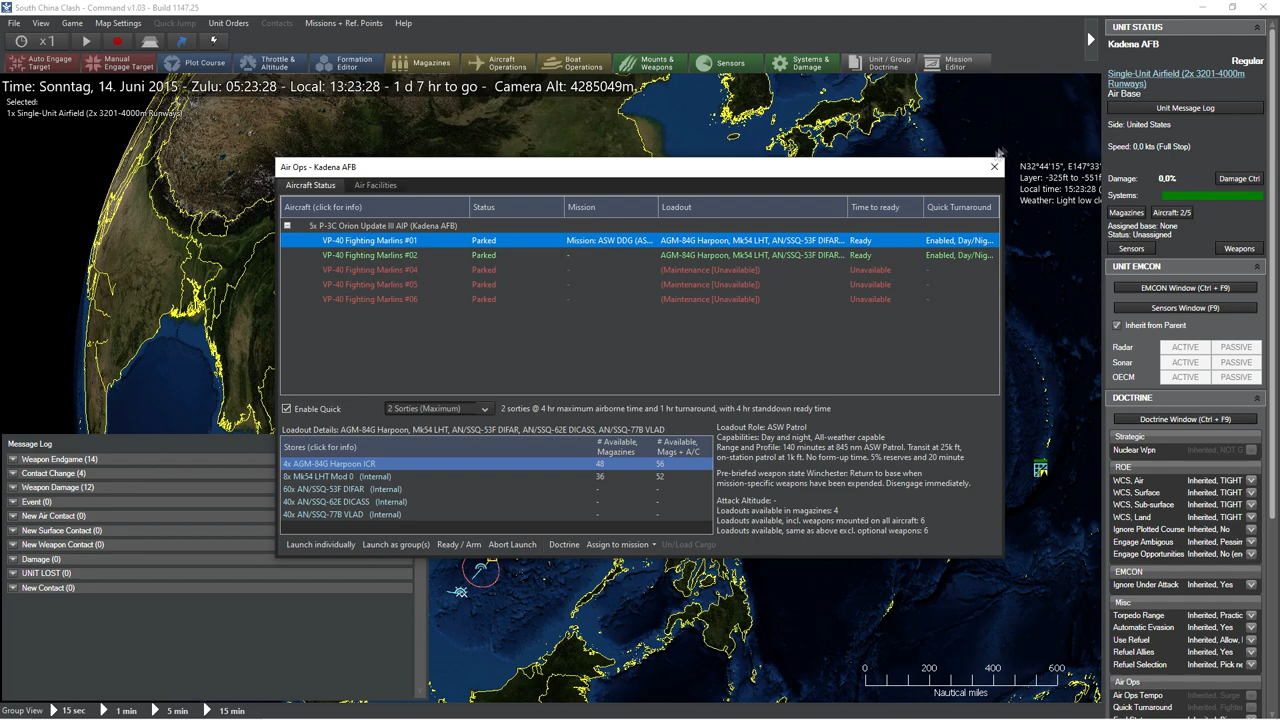 South China Clash - Command v1.03 - Build 1147.25
File View Game Map Settings Quick Jump Unit Orders Contacts Missions + Ref. Points Help
x1
Auto Engage Target
Manual Engage Target
Plot Course
Throttle & Altitude
Formation Editor
Magazines
Aircraft Operations
Boat Operations
Mounts & Weapons
Sensors
Systems & Damage
Unit / Group Doctrine
Mission Editor
Time: Sonntag, 14. Juni 2015 - Zulu: 05:23:28 - Local: 13:23:28 - 1 d 7 hr to go - Camera Alt: 4285049m
Selected:
1x Single-Unit Airfield (2x 3201-4000m Runways)
N32°44'15", E147°33'
Layer: -325ft to -551f
Local time: 15:23:28
Weather: Light low cl
Air Ops - Kadena AFB
Aircraft Status Air Facilities
Aircraft (click for info) Status Mission Loadout Time to ready Quick Turnaround
5x P-3C Orion Update III AIP (Kadena AFB)
VP-40 Fighting Marlins #01 Parked Mission: ASW DDG (AS... AGM-84G Harpoon, Mk54 LHT, AN/SSQ-53F DIFAR... Ready Enabled, Day/Nig...
VP-40 Fighting Marlins #02 Parked - AGM-84G Harpoon, Mk54 LHT, AN/SSQ-53F DIFAR... Ready Enabled, Day/Nig...
VP-40 Fighting Marlins #04 Parked - (Maintenance [Unavailable]) Unavailable -
VP-40 Fighting Marlins #05 Parked - (Maintenance [Unavailable]) Unavailable -
VP-40 Fighting Marlins #06 Parked - (Maintenance [Unavailable]) Unavailable -
Enable Quick 2 Sorties (Maximum) 2 sorties @ 4 hr maximum airborne time and 1 hr turnaround, with 4 hr standdown ready time
Loadout Details: AGM-84G Harpoon, Mk54 LHT, AN/SSQ-53F DIFAR, AN/SSQ-62E DICASS, AN/SSQ-77B VLAD
Stores (click for info) # Available, Magazines # Available, Mags + A/C
4x AGM-84G Harpoon ICR 48 56
8x Mk54 LHT Mod 0 (Internal) 36 52
60x AN/SSQ-53F DIFAR (Internal) - -
40x AN/SSQ-62E DICASS (Internal) - -
40x AN/SSQ-77B VLAD (Internal) - -
Loadout Role: ASW Patrol
Capabilities: Day and night, All-weather capable
Range and Profile: 140 minutes at 845 nm ASW Patrol. Transit at 25k ft,
on-station patrol at 1k ft. No form-up time. 5% reserves and 20 minute
Pre-briefed weapon state Winchester: Return to base when
mission-specific weapons have been expended. Disengage immediately.
Attack Altitude: -
Loadouts available in magazines: 4
Loadouts available, incl. weapons mounted on all aircraft: 6
Loadouts available, same as above excl. optional weapons: 6
Launch individually Launch as group(s) Ready / Arm Abort Launch Doctrine Assign to mission Un/Load Cargo
Message Log
Weapon Endgame (14)
Contact Change (4)
Weapon Damage (12)
Event (0)
New Air Contact (0)
New Surface Contact (0)
New Weapon Contact (0)
Damage (0)
UNIT LOST (0)
New Contact (0)
0 200 400 600
Nautical miles
Group View 15 sec 1 min 5 min 15 min
UNIT STATUS
Kadena AFB
Regular
Single-Unit Airfield (2x 3201-4000m
Runways)
Air Base
Unit Message Log
Side: United States
Speed: 0,0 kts (Full Stop)
Damage: 0,0% Damage Ctrl
Systems:
Magazines Aircraft: 2/5
Assigned base: None
Status: Unassigned
Sensors Weapons
UNIT EMCON
EMCON Window (Ctrl + F9)
Sensors Window (F9)
Inherit from Parent
Radar ACTIVE PASSIVE
Sonar ACTIVE PASSIVE
OECM ACTIVE PASSIVE
DOCTRINE
Doctrine Window (Ctrl + F9)
Strategic
Nuclear Wpn Inherited, NOT G
ROE
WCS, Air Inherited, TIGHT
WCS, Surface Inherited, TIGHT
WCS, Sub-surface Inherited, TIGHT
WCS, Land Inherited, TIGHT
Ignore Plotted Course Inherited, No
Engage Ambigous Inherited, Pessim
Engage Opportunities Inherited, No (en
EMCON
Ignore Under Attack Inherited, Yes
Misc
Torpedo Range Inherited, Practic
Automatic Evasion Inherited, Yes
Use Refuel Inherited, Allow,
Refuel Allies Inherited, Yes
Refuel Selection Inherited, Pick ne
Air Ops
Air Ops Tempo Inherited, Surge
Quick Turnaround Inherited, Fighter